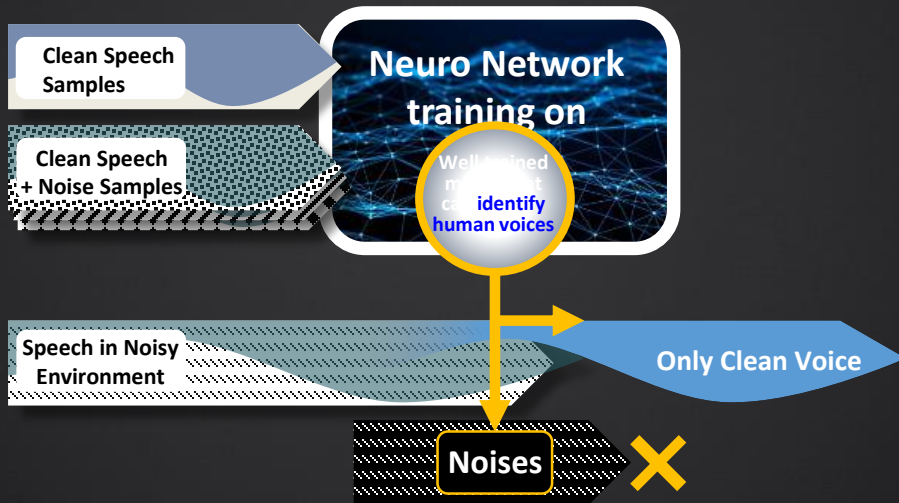 Clean Speech
Samples
Neuro Network
training on
Clean Speech
+ Noise Samples
identify
human voices
Speech in Noisy
Environment
Only Clean Voice
Noises